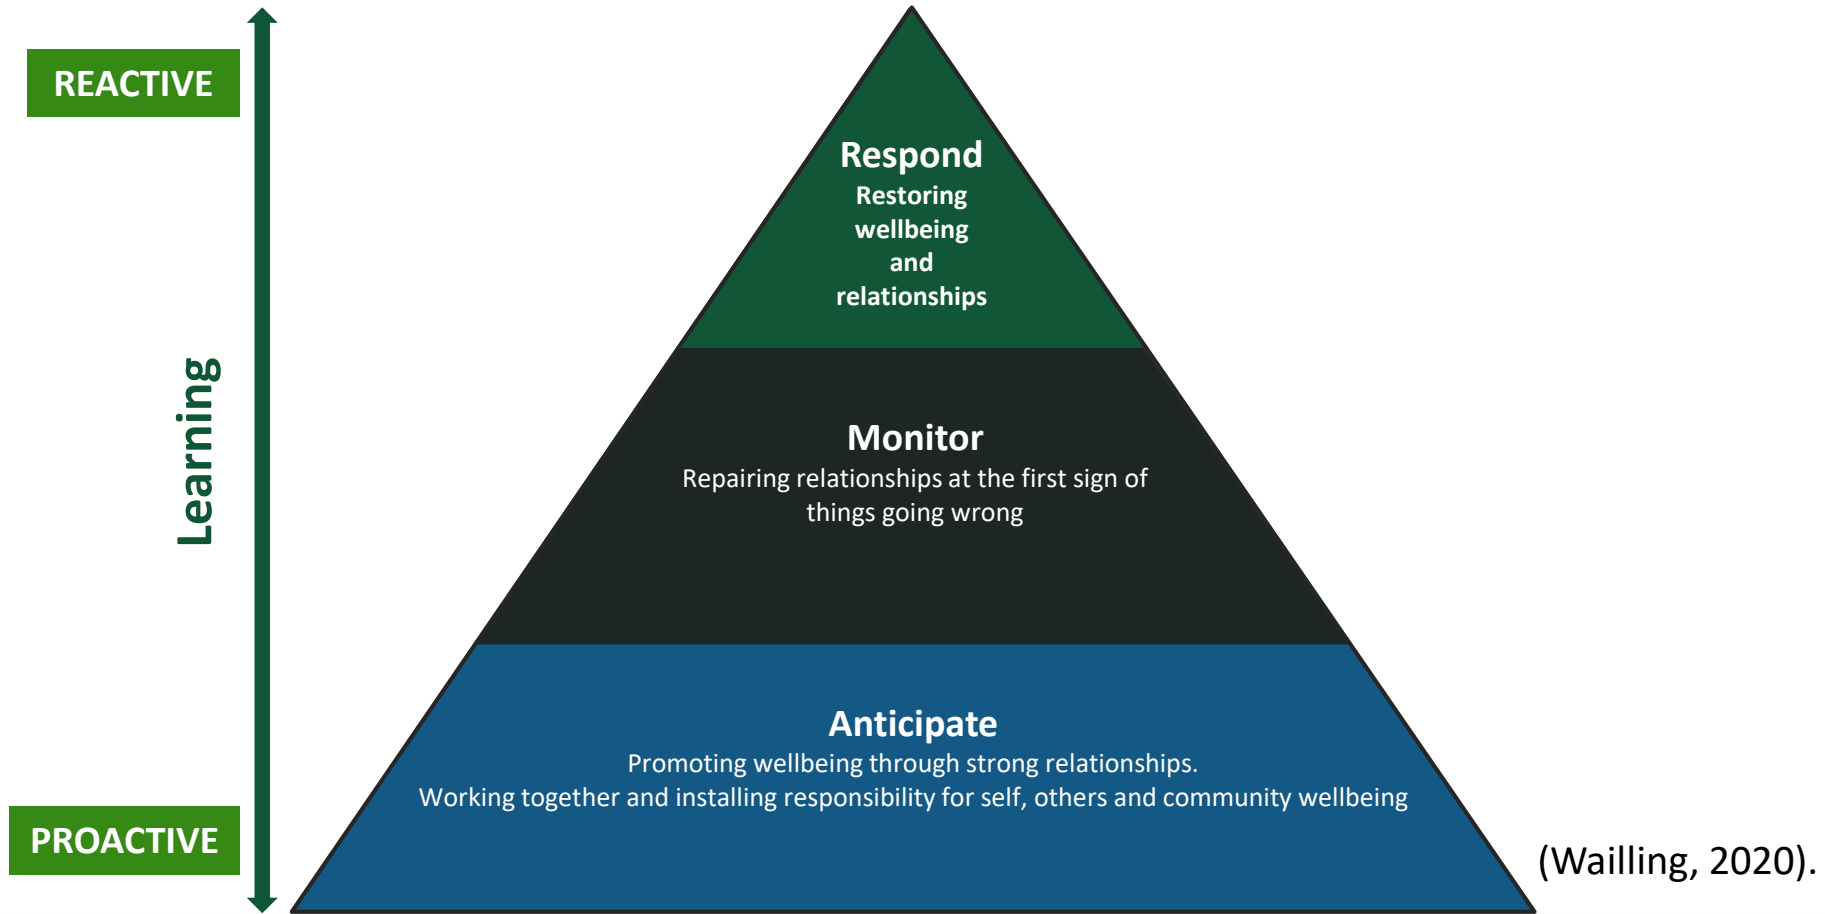 REACTIVE
Respond
Restoring
wellbeing
and
relationships
Learning
Monitor
Repairing relationships at the first sign of
things going wrong
Anticipate
Promoting wellbeing through strong relationships.
Working together and installing responsibility for self, others and community wellbeing
PROACTIVE
(Wailling, 2020).